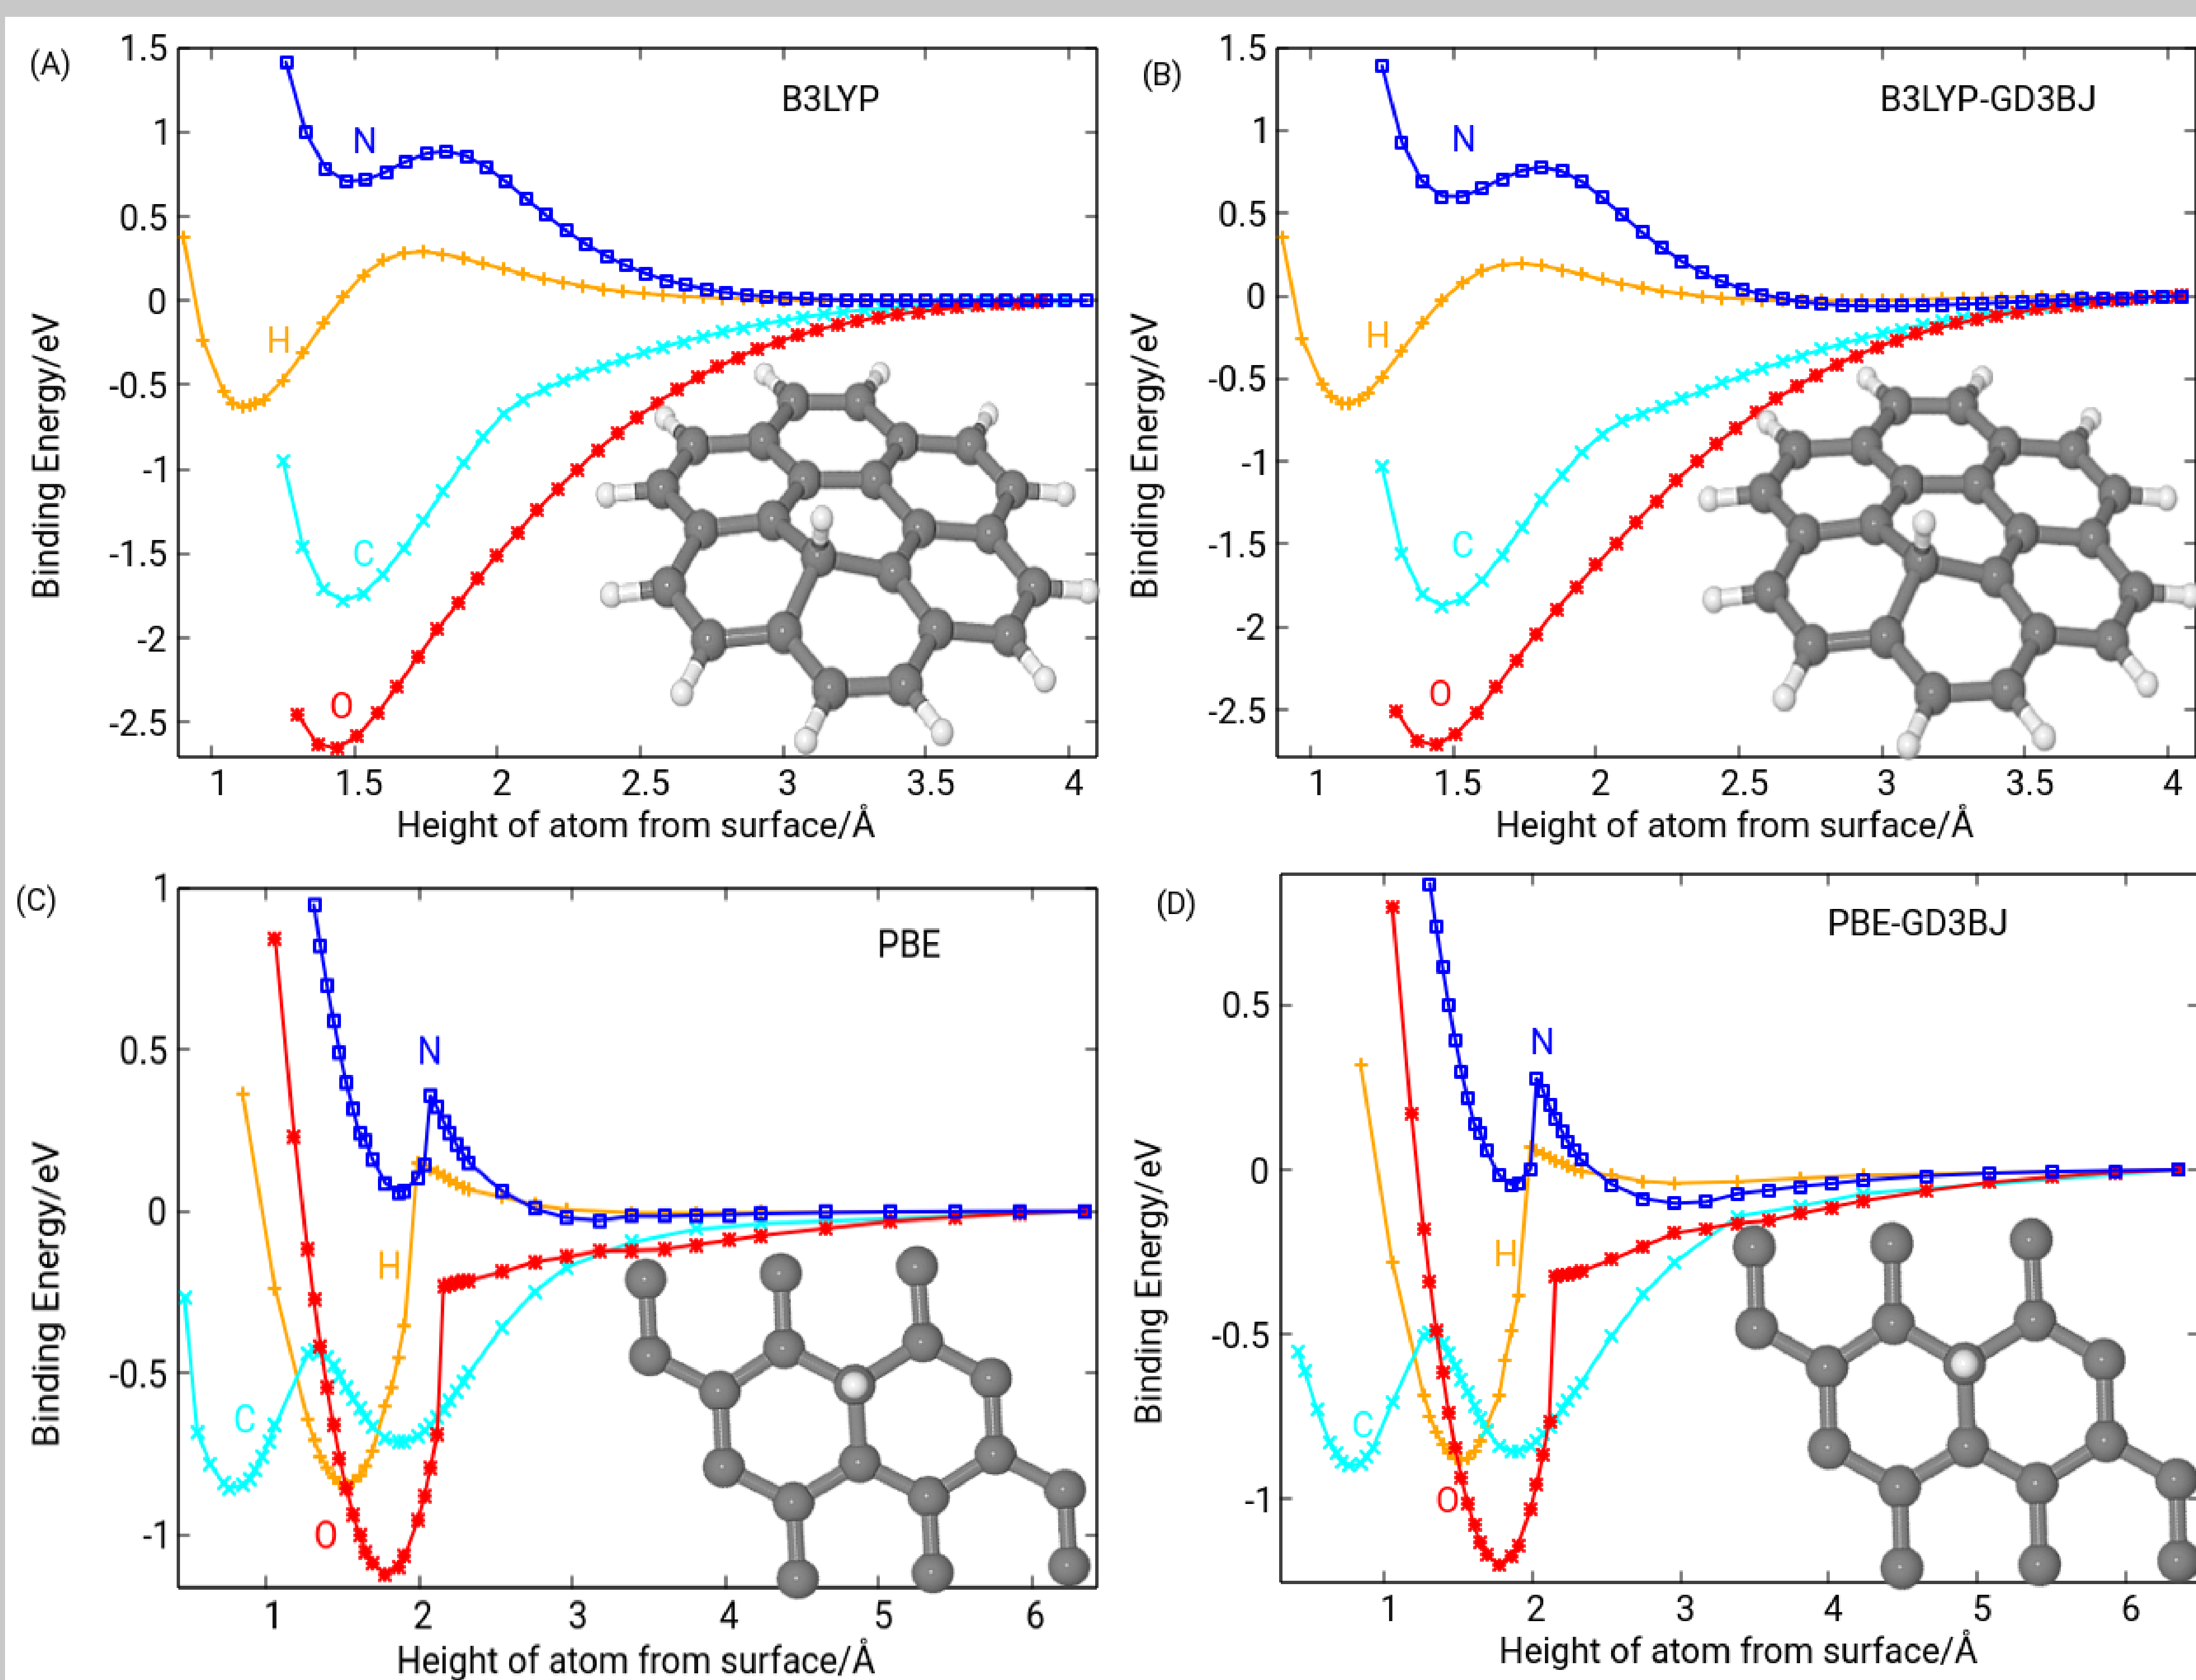 (A)
B3LYP
1.5
1
0.5
0
-0.5
-1
-1.5
-2
-2.5
Binding Energy/eV
N
H
C
O
1 1.5 2 2.5 3 3.5 4
Height of atom from surface/Å
(B)
B3LYP-GD3BJ
1.5
1
0.5
0
-0.5
-1
-1.5
-2
-2.5
Binding Energy/eV
N
H
C
O
1 1.5 2 2.5 3 3.5 4
Height of atom from surface/Å
(C)
PBE
1
0.5
0
-0.5
-1
Binding Energy/eV
N
H
C
O
1 2 3 4 5 6
Height of atom from surface/Å
(D)
PBE-GD3BJ
0.5
0
-0.5
-1
Binding Energy/eV
N
H
C
O
1 2 3 4 5 6
Height of atom from surface/Å